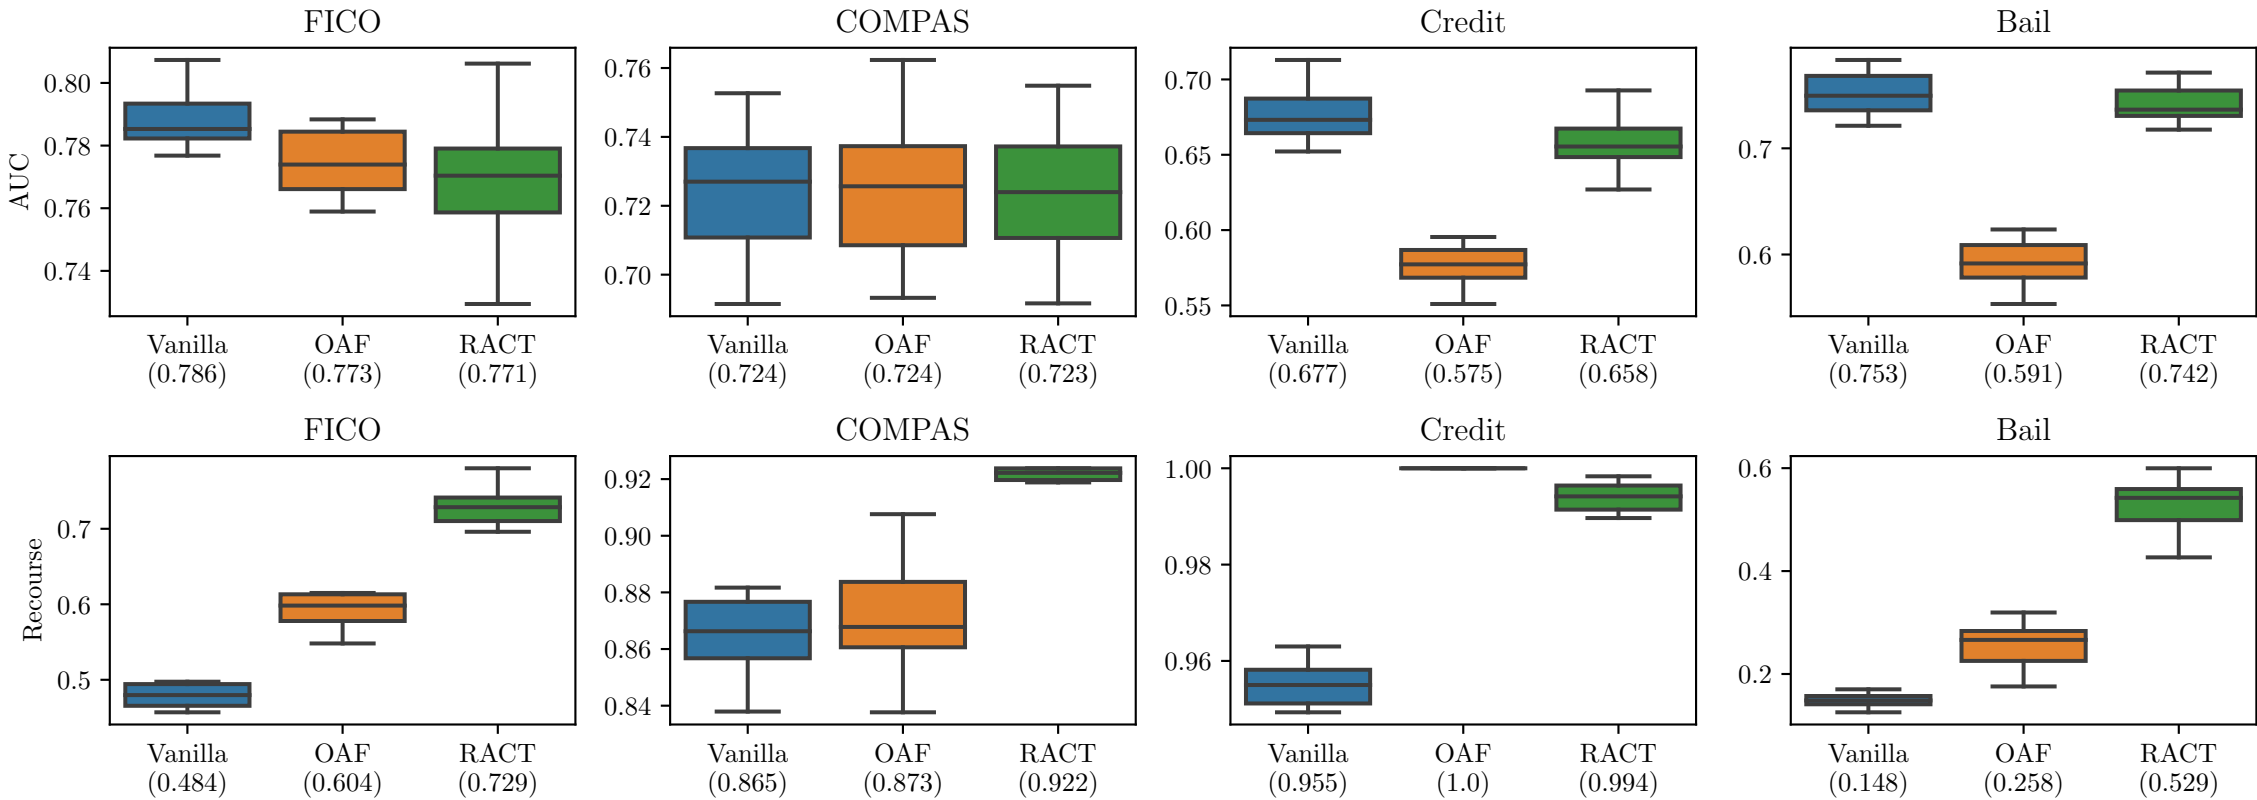 FICO
COMPAS
Credit
Bail
AUC
0.80
0.78
0.76
0.74
Vanilla OAF RACT
(0.786) (0.773) (0.771)
0.76
0.74
0.72
0.70
Vanilla OAF RACT
(0.724) (0.724) (0.723)
0.70
0.65
0.60
0.55
Vanilla OAF RACT
(0.677) (0.575) (0.658)
0.7
0.6
Vanilla OAF RACT
(0.753) (0.591) (0.742)
FICO
COMPAS
Credit
Bail
Recourse
0.7
0.6
0.5
Vanilla OAF RACT
(0.484) (0.604) (0.729)
0.92
0.90
0.88
0.86
0.84
Vanilla OAF RACT
(0.865) (0.873) (0.922)
1.00
0.98
0.96
Vanilla OAF RACT
(0.955) (1.0) (0.994)
0.6
0.4
0.2
Vanilla OAF RACT
(0.148) (0.258) (0.529)